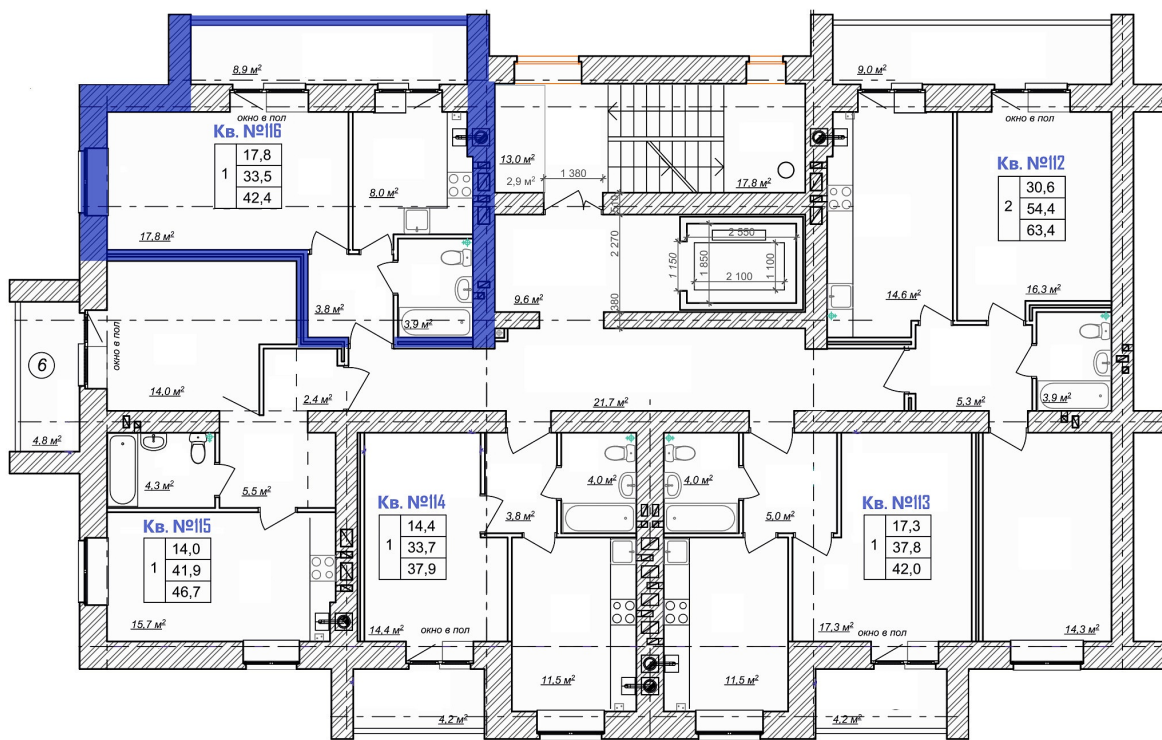 8,9 м²
9,0 м²
окно в пол
Кв. №116
17,8
1
33,5
42,4
17,8 м²
8,0 м²
13,0 м²
2,9 м²
1 380
17,8 м²
510
2 270
380
9,6 м²
2 550
1 150
1 850
1 100
2 100
окно в пол
Кв. №112
30,6
2
54,4
63,4
14,6 м²
16,3 м²
3,8 м²
3,9 м²
6
окно в пол
14,0 м²
2,4 м²
21,7 м²
5,3 м²
3,9 м²
4,8 м²
4,3 м²
5,5 м²
Кв. №115
14,0
1
41,9
46,7
15,7 м²
Кв. №114
14,4
1
33,7
37,9
14,4 м²
окно в пол
3,8 м²
4,0 м²
4,0 м²
5,0 м²
Кв. №113
17,3
1
37,8
42,0
17,3 м²
окно в пол
14,3 м²
11,5 м²
11,5 м²
4,2 м²
4,2 м²